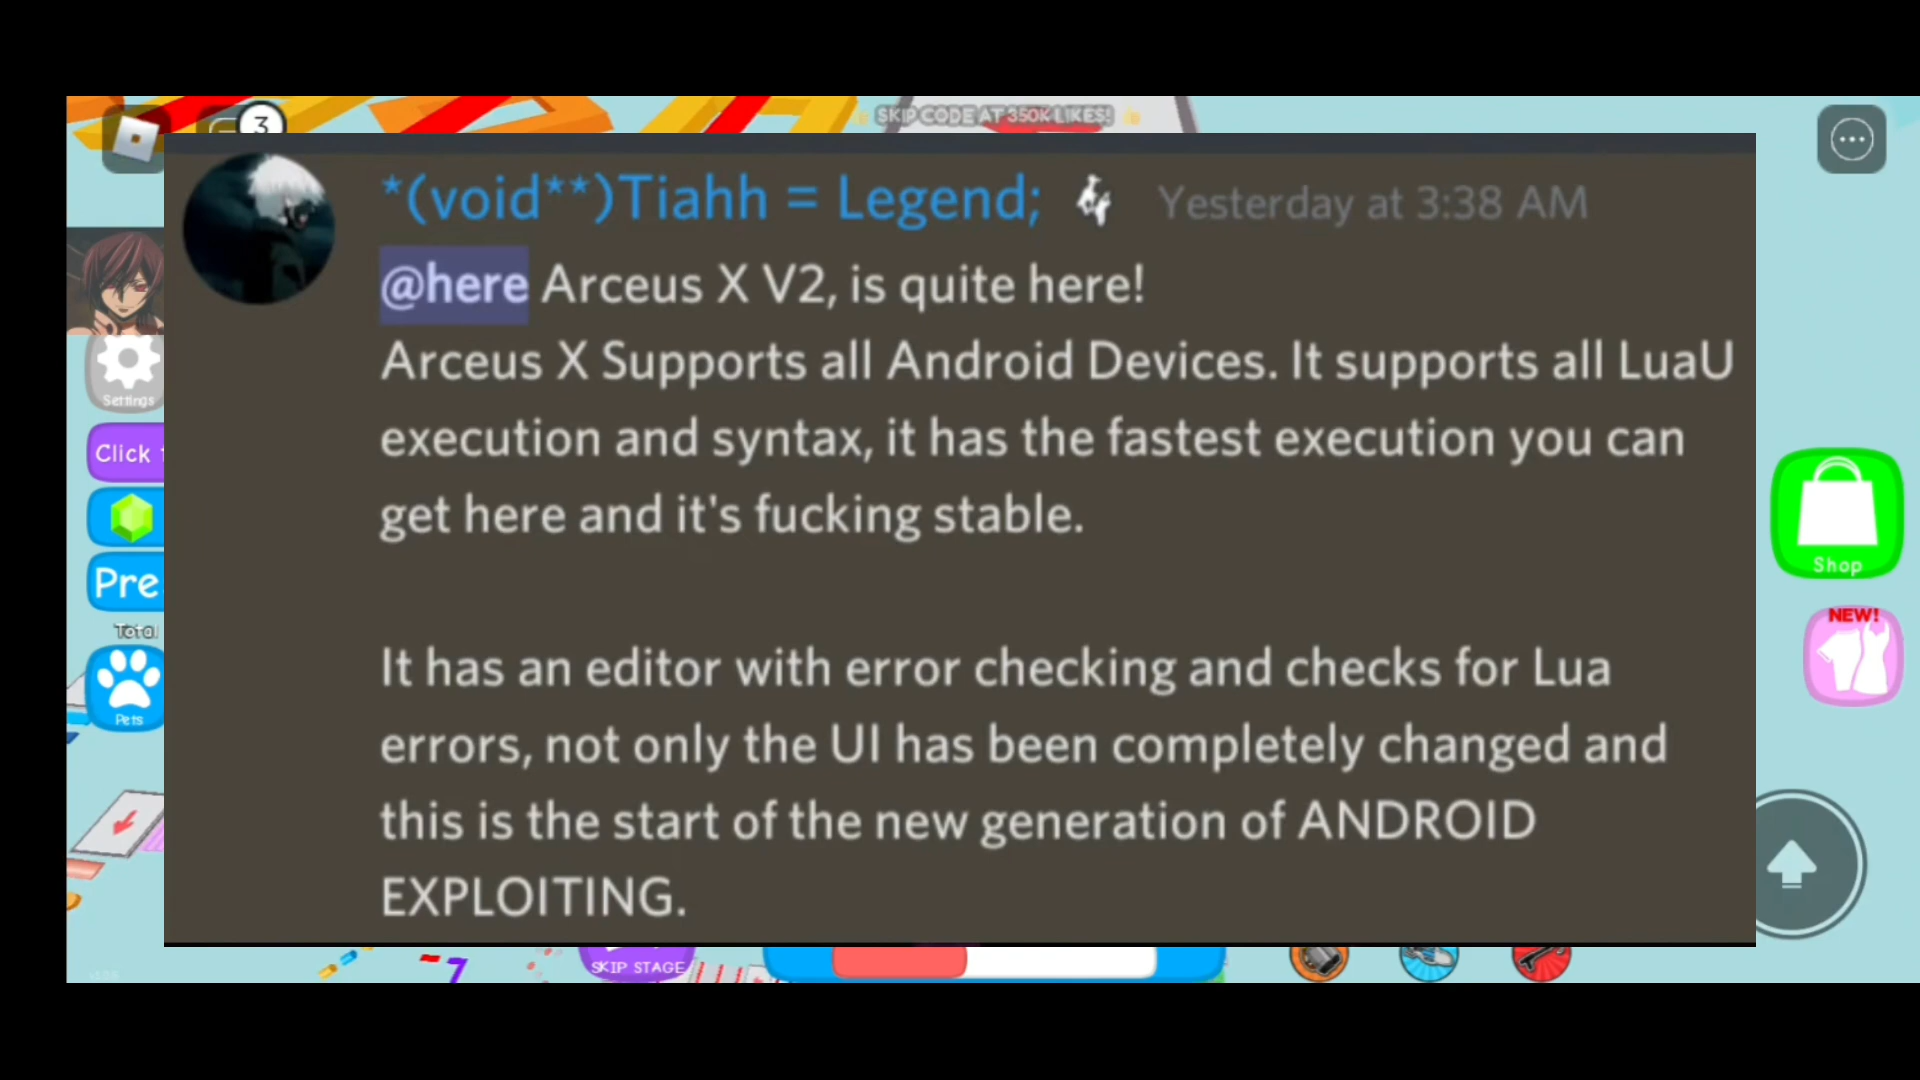 SKIP CODE AT 350K LIKES!
3
*(void**)Tiahh = Legend; Yesterday at 3:38 AM
@here Arceus X V2, is quite here!
Arceus X Supports all Android Devices. It supports all LuaU
execution and syntax, it has the fastest execution you can
get here and it's fucking stable.
It has an editor with error checking and checks for Lua
errors, not only the UI has been completely changed and
this is the start of the new generation of ANDROID
EXPLOITING.
Settings
Click
Pre
Total
Pets
Shop
NEW!
SKIP STAGE